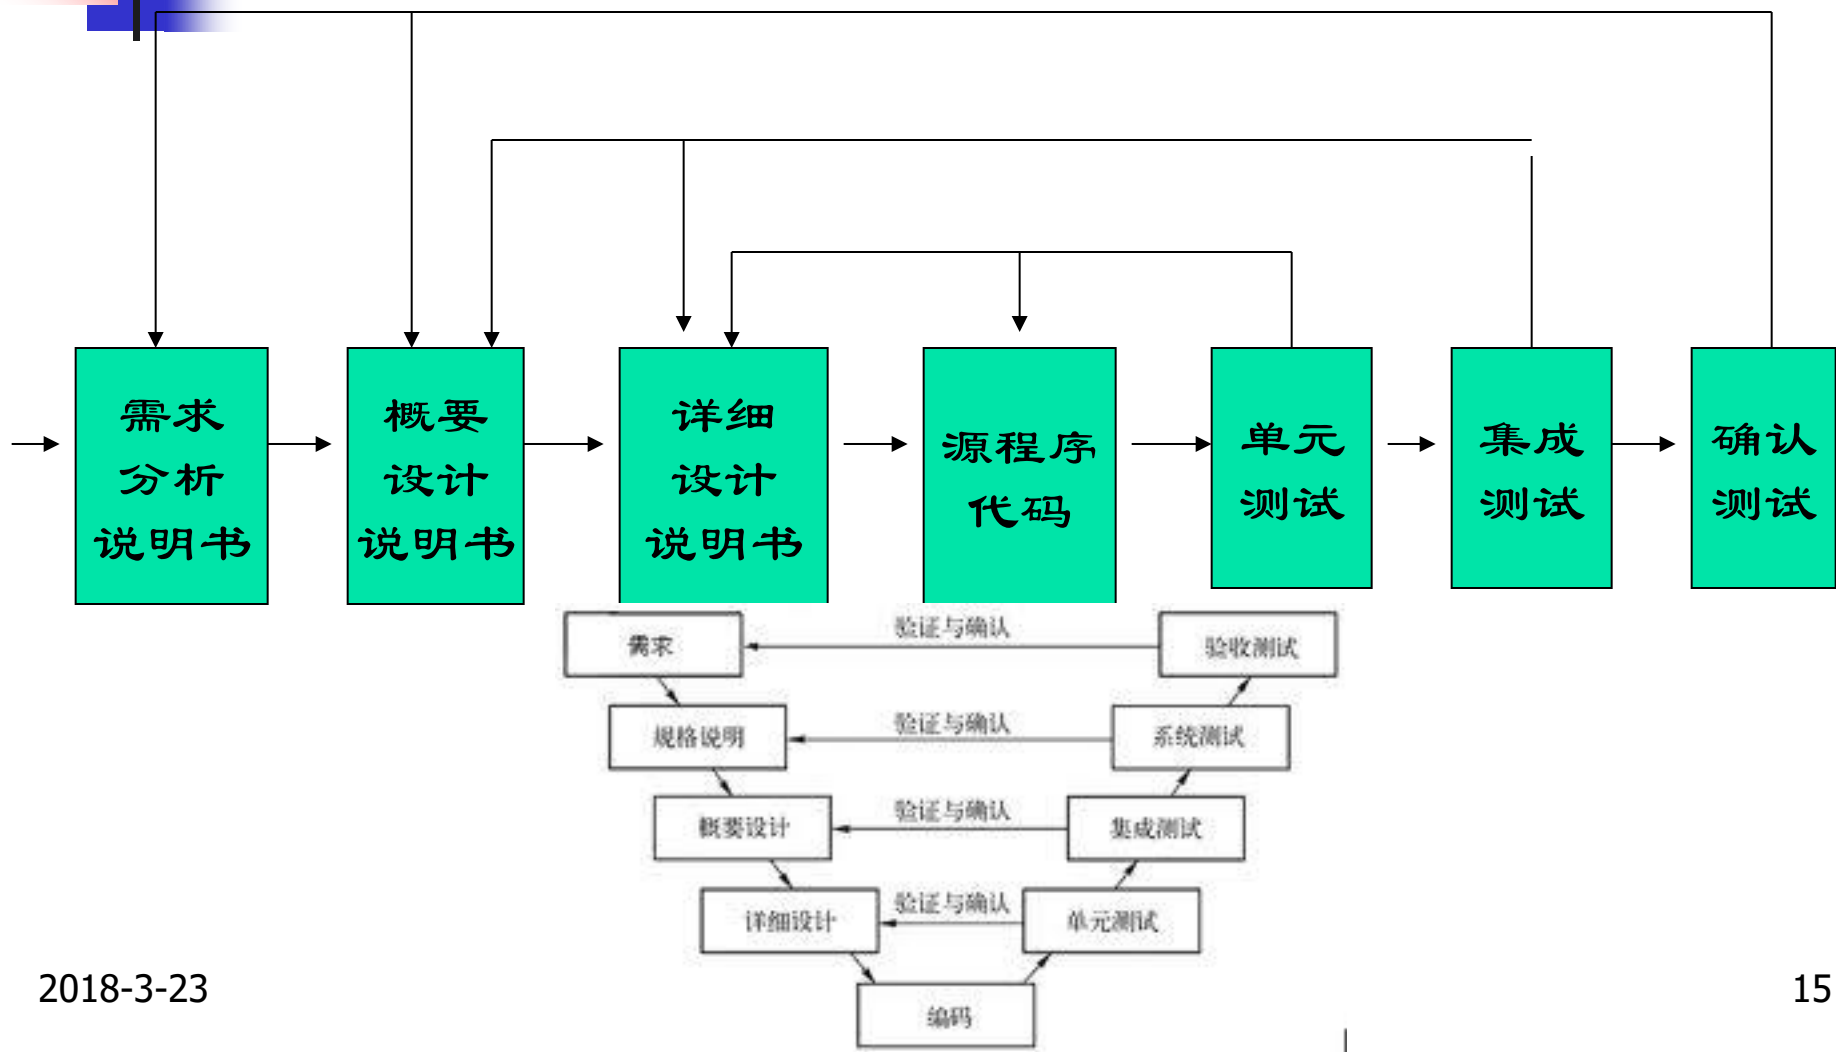 需求
分析
说明书
概要
设计
说明书
详细
设计
说明书
源程序
代码
单元
测试
集成
测试
确认
测试
需求
验证与确认
验收测试
规格说明
验证与确认
系统测试
概要设计
验证与确认
集成测试
详细设计
验证与确认
单元测试
编码
2018-3-23
15